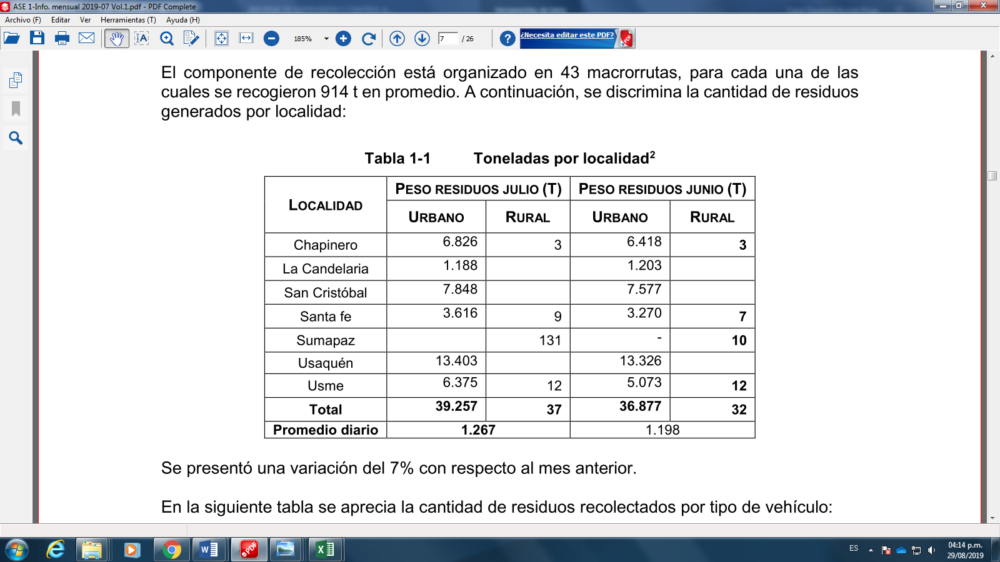 ASE 1-Info. mensual 2019-07 Vol.1.pdf - PDF Complete
Archivo (F) Editar Ver Herramientas (T) Ayuda (H)
185% 7 / 26 ¿Necesita editar este PDF?
El componente de recolección está organizado en 43 macrorrutas, para cada una de las
cuales se recogieron 914 t en promedio. A continuación, se discrimina la cantidad de residuos
generados por localidad:
Tabla 1-1 Toneladas por localidad2
LOCALIDAD PESO RESIDUOS JULIO (T) PESO RESIDUOS JUNIO (T)
URBANO RURAL URBANO RURAL
Chapinero 6.826 3 6.418 3
La Candelaria 1.188 1.203
San Cristóbal 7.848 7.577
Santa fe 3.616 9 3.270 7
Sumapaz 131 - 10
Usaquén 13.403 13.326
Usme 6.375 12 5.073 12
Total 39.257 37 36.877 32
Promedio diario 1.267 1.198
Se presentó una variación del 7% con respecto al mes anterior.
En la siguiente tabla se aprecia la cantidad de residuos recolectados por tipo de vehículo:
ES 04:14 p.m.
29/08/2019